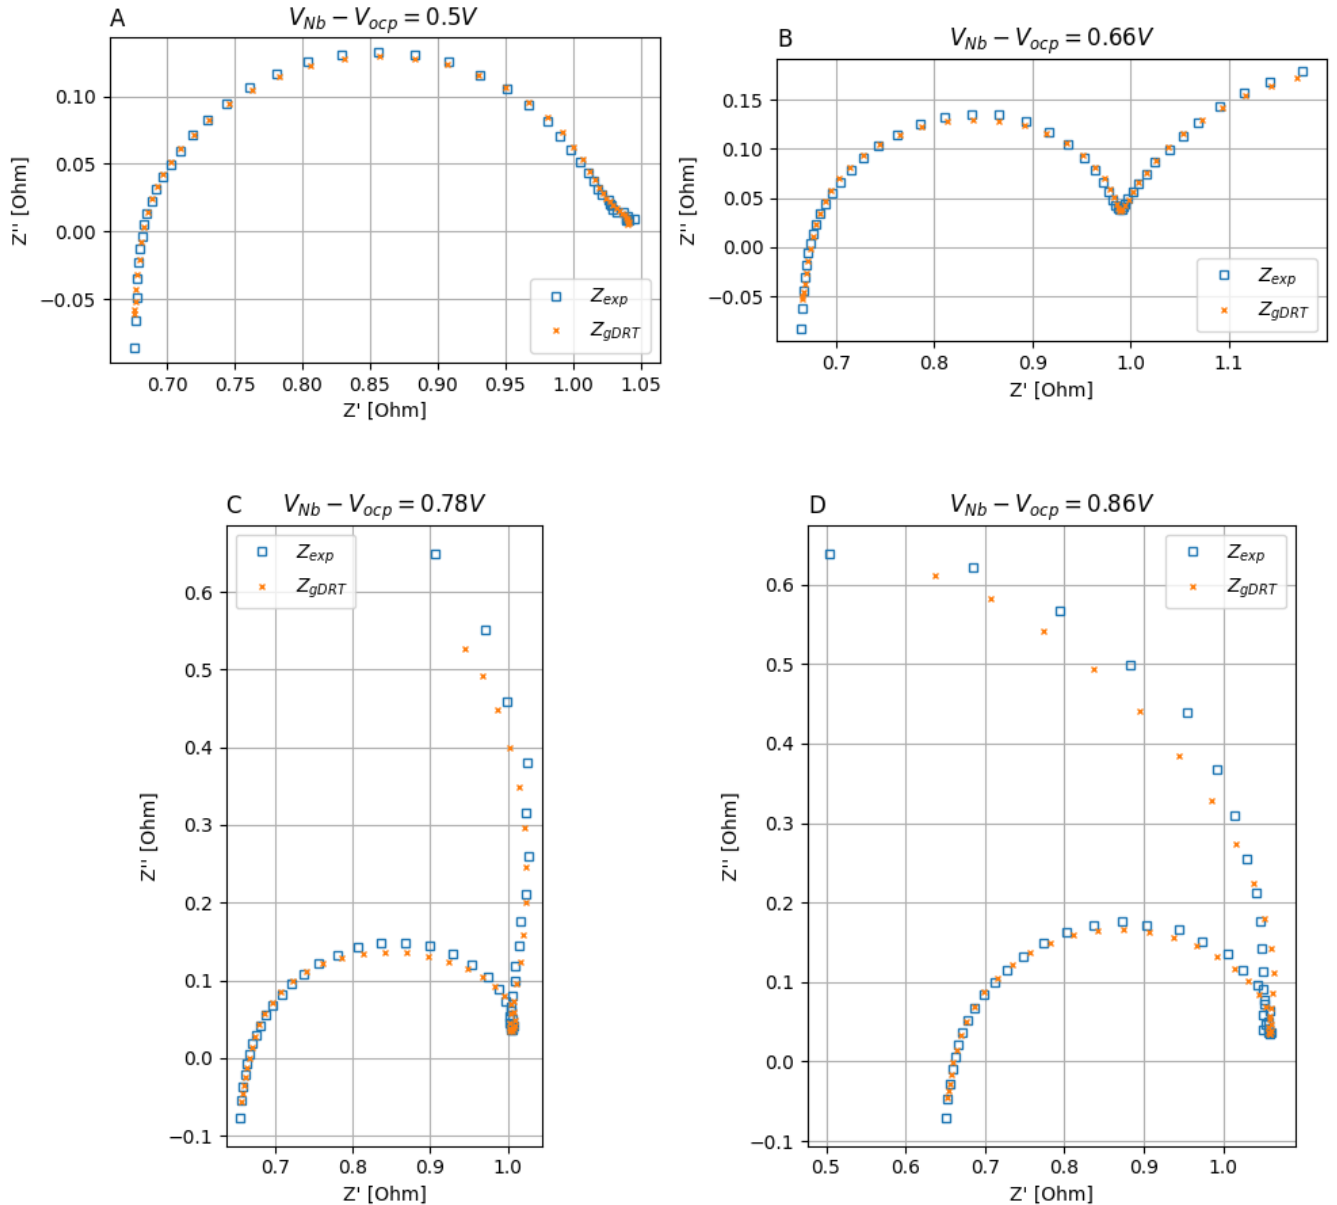 A
V_Nb − V_ocp = 0.5V
Z'' [Ohm]
0.10
0.05
0.00
−0.05
Z_exp
Z_gDRT
0.70 0.75 0.80 0.85 0.90 0.95 1.00 1.05
Z' [Ohm]
B
V_Nb − V_ocp = 0.66V
Z'' [Ohm]
0.15
0.10
0.05
0.00
−0.05
Z_exp
Z_gDRT
0.7 0.8 0.9 1.0 1.1
Z' [Ohm]
C
V_Nb − V_ocp = 0.78V
Z_exp
Z_gDRT
Z'' [Ohm]
0.6
0.5
0.4
0.3
0.2
0.1
0.0
−0.1
0.7 0.8 0.9 1.0
Z' [Ohm]
D
V_Nb − V_ocp = 0.86V
Z_exp
Z_gDRT
Z'' [Ohm]
0.6
0.5
0.4
0.3
0.2
0.1
0.0
−0.1
0.5 0.6 0.7 0.8 0.9 1.0
Z' [Ohm]